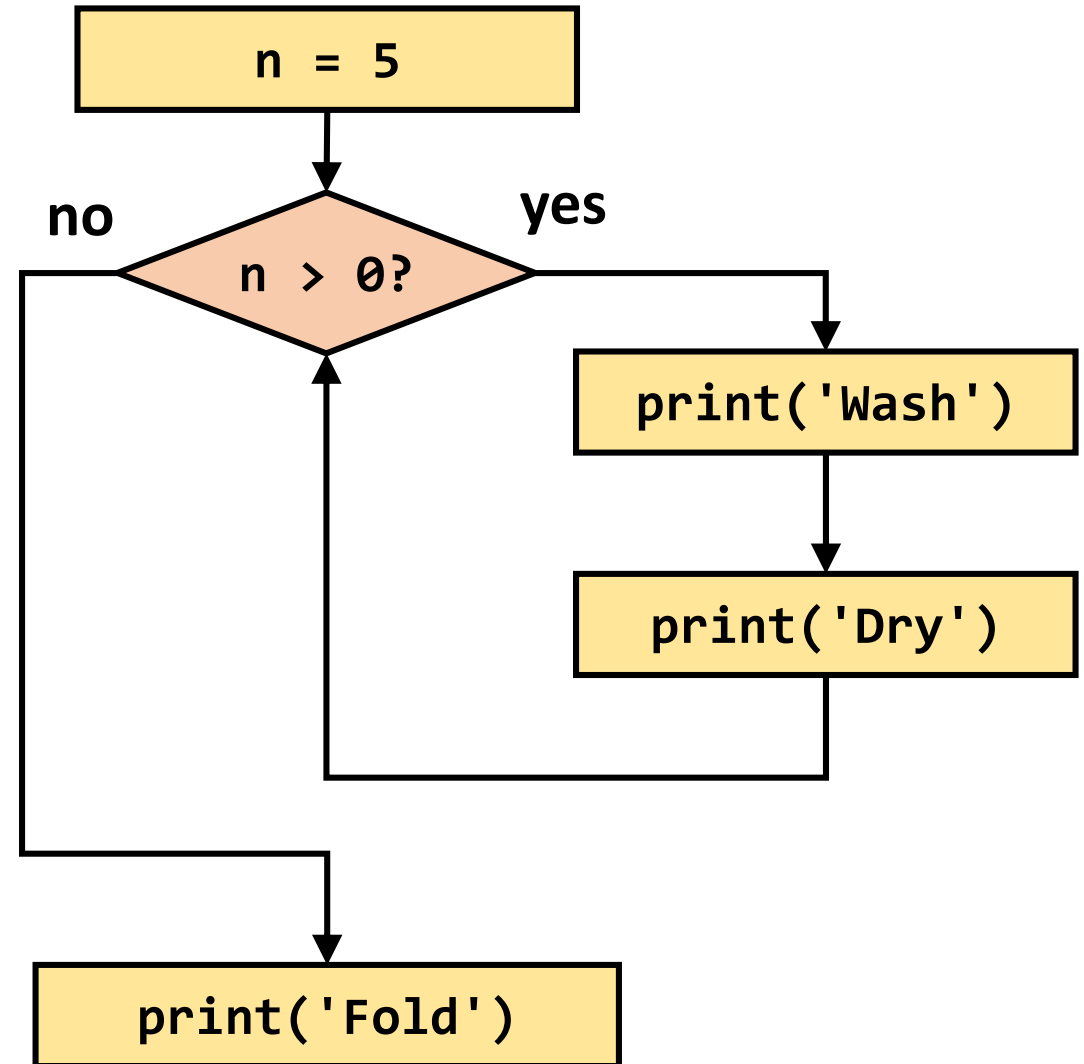 n = 5
no
yes
n > 0?
print('Wash')
print('Dry')
print('Fold')